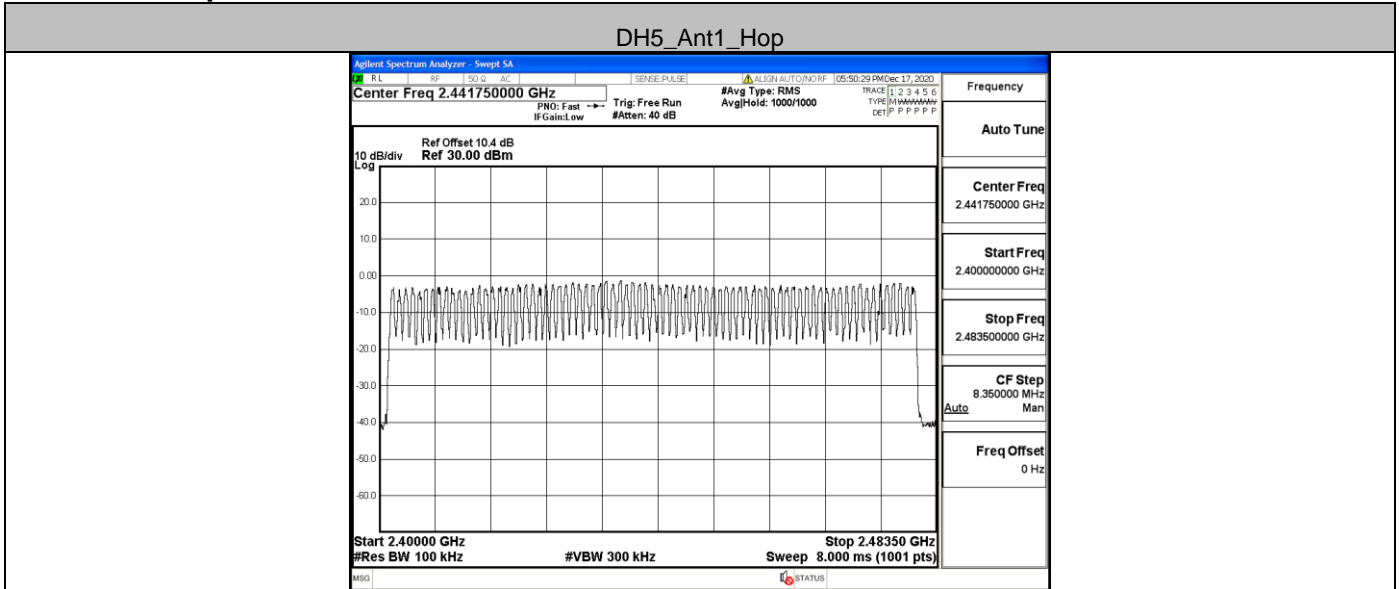 DH5_Ant1_Hop
Agilent Spectrum Analyzer - Swept SA
RL RF 50 Ω AC SENSE:PULSE ALIGN AUTO/NO RF 05:50:29 PM Dec 17, 2020
Center Freq 2.441750000 GHz
PNO: Fast
IFGain:Low
Trig: Free Run
#Atten: 40 dB
#Avg Type: RMS
Avg|Hold: 1000/1000
TRACE 1 2 3 4 5 6
TYPE M
DET P P P P P P
Ref Offset 10.4 dB
10 dB/div Ref 30.00 dBm
Log
20.0
10.0
0.00
-10.0
-20.0
-30.0
-40.0
-50.0
-60.0
Start 2.40000 GHz Stop 2.48350 GHz
#Res BW 100 kHz #VBW 300 kHz Sweep 8.000 ms (1001 pts)
MSG STATUS
Frequency
Auto Tune
Center Freq
2.441750000 GHz
Start Freq
2.400000000 GHz
Stop Freq
2.483500000 GHz
CF Step
8.350000 MHz
Auto Man
Freq Offset
0 Hz